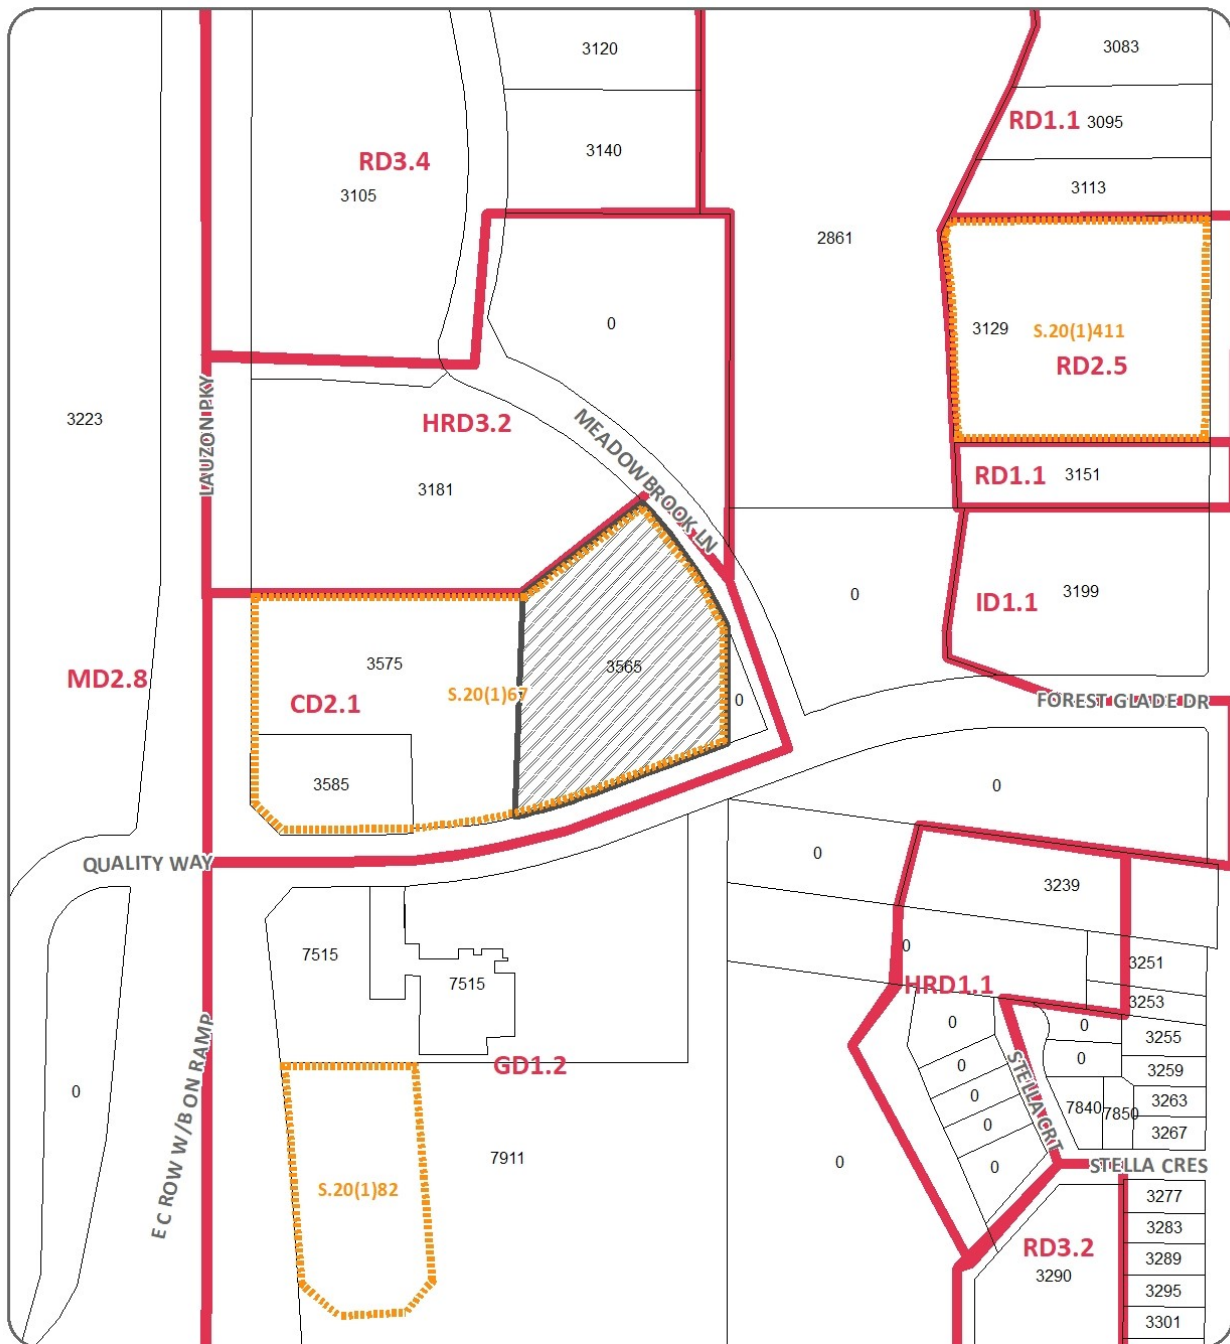 3120
3083
RD1.1
3095
3140
RD3.4
3113
3105
2861
0
3129
S.20(1)411
RD2.5
3223
LAUZON PKY
HRD3.2
MEADOWBROOK LN
3181
RD1.1
3151
0
3199
ID1.1
3575
3565
MD2.8
S.20(1)67
CD2.1
0
FOREST GLADE DR
3585
0
QUALITY WAY
0
3239
0
7515
7515
3251
HRD1.1
3253
0
0
3255
GD1.2
0
0
3259
0
STELLA CRT
E C ROW W/B ON RAMP
0
7840
7850
3263
0
3267
7911
0
0
STELLA CRES
S.20(1)82
3277
3283
RD3.2
3289
3290
3295
3301